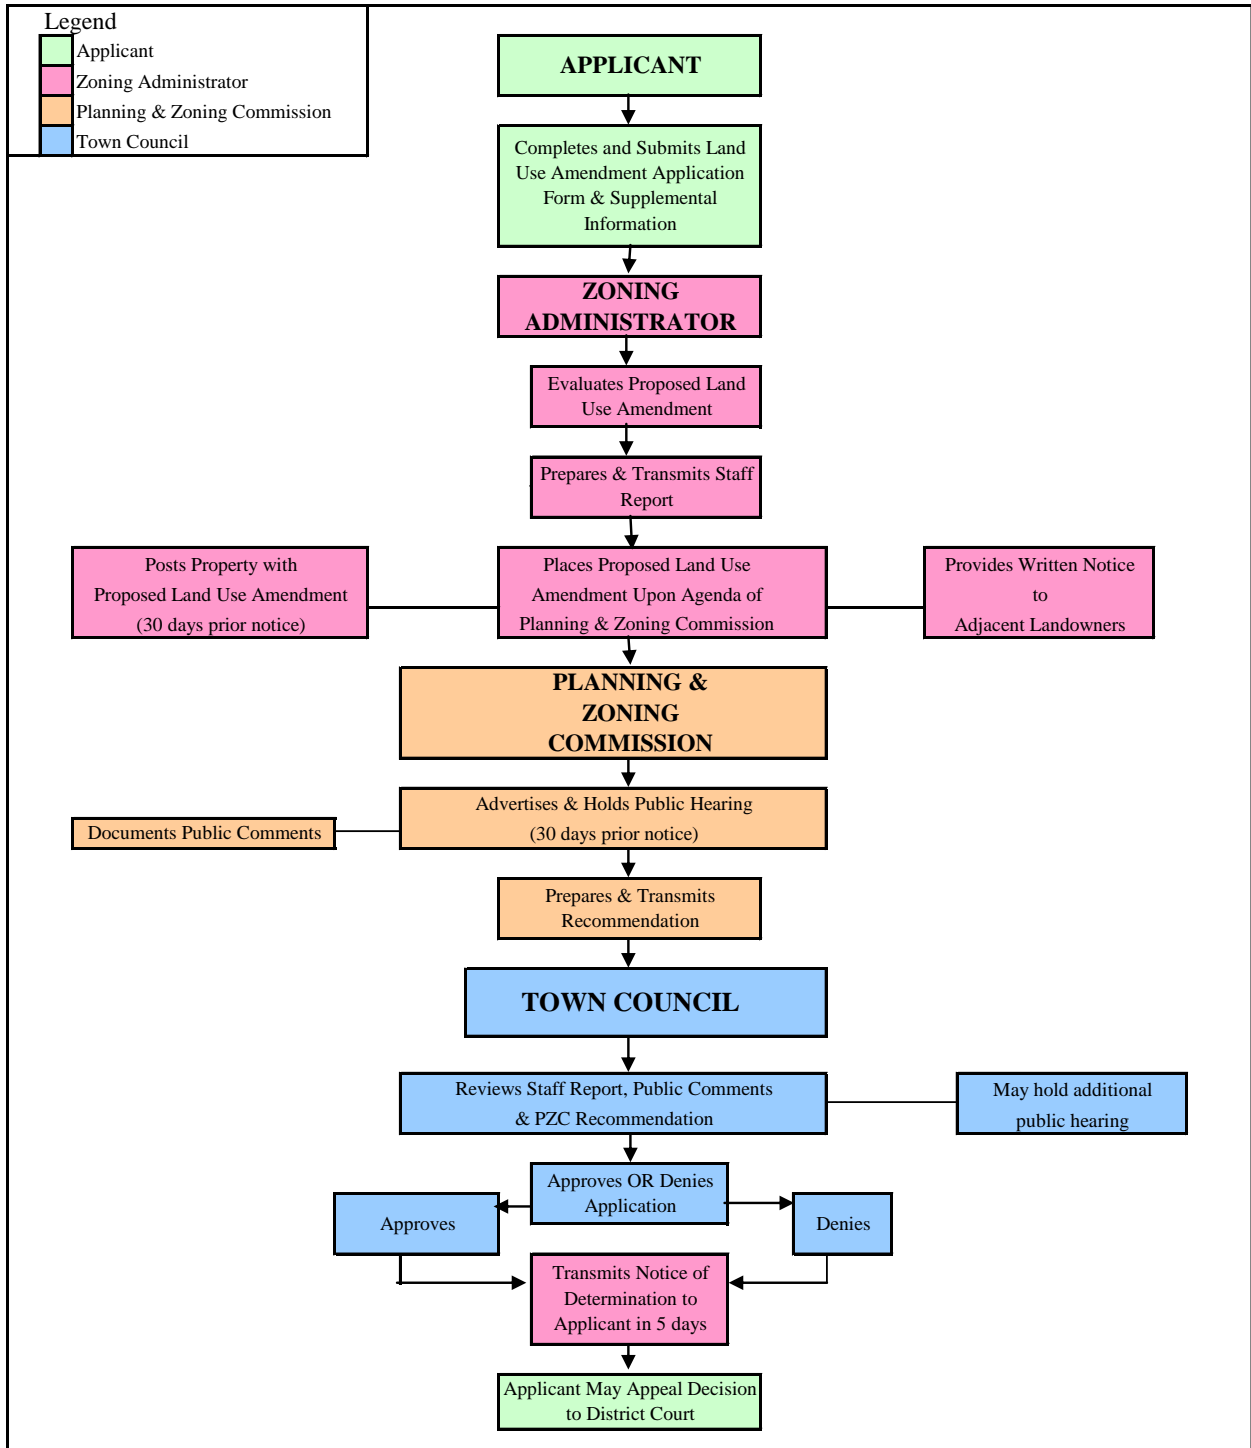 Legend
Applicant
Zoning Administrator
Planning & Zoning Commission
Town Council
APPLICANT
Completes and Submits Land
Use Amendment Application
Form & Supplemental
Information
ZONING
ADMINISTRATOR
Evaluates Proposed Land
Use Amendment
Prepares & Transmits Staff
Report
Posts Property with
Proposed Land Use Amendment
(30 days prior notice)
Places Proposed Land Use
Amendment Upon Agenda of
Planning & Zoning Commission
Provides Written Notice
to
Adjacent Landowners
PLANNING &
ZONING
COMMISSION
Advertises & Holds Public Hearing
(30 days prior notice)
Documents Public Comments
Prepares & Transmits
Recommendation
TOWN COUNCIL
Reviews Staff Report, Public Comments
& PZC Recommendation
May hold additional
public hearing
Approves OR Denies
Application
Approves
Denies
Transmits Notice of
Determination to
Applicant in 5 days
Applicant May Appeal Decision
to District Court